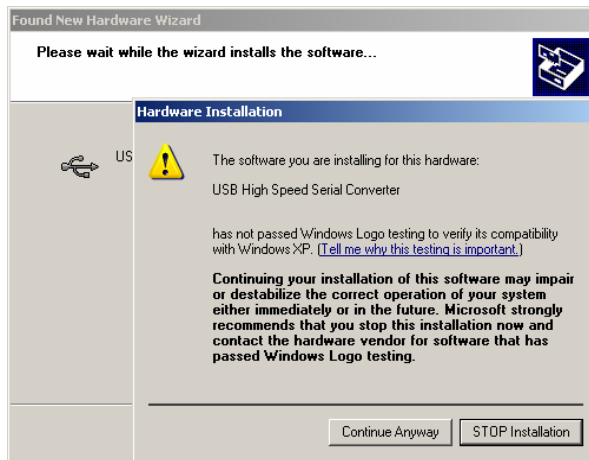 Found New Hardware Wizard
Please wait while the wizard installs the software...
Hardware Installation
US
The software you are installing for this hardware:
USB High Speed Serial Converter
has not passed Windows Logo testing to verify its compatibility
with Windows XP. (Tell me why this testing is important.)
Continuing your installation of this software may impair
or destabilize the correct operation of your system
either immediately or in the future. Microsoft strongly
recommends that you stop this installation now and
contact the hardware vendor for software that has
passed Windows Logo testing.
Continue Anyway
STOP Installation